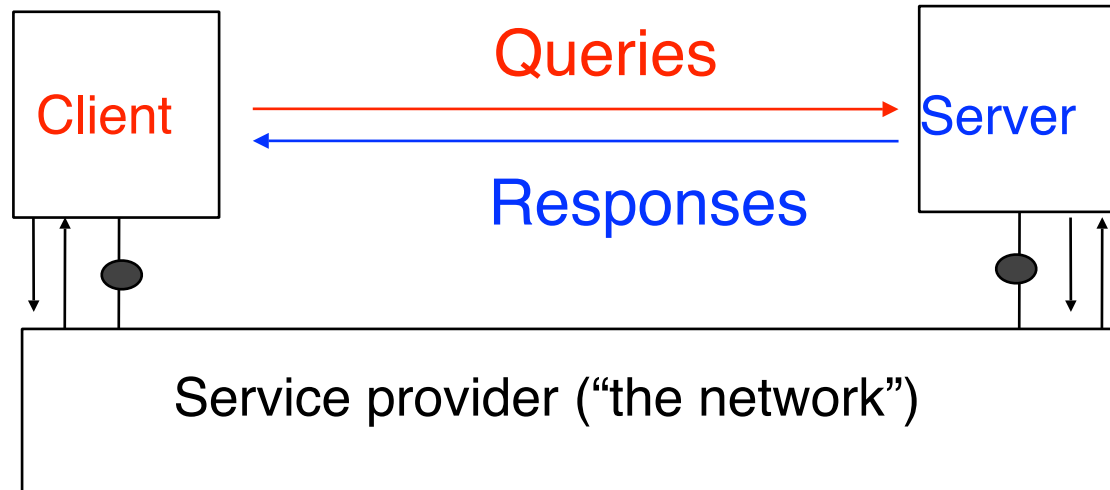 Queries
Client
Server
Responses
Service provider (“the network”)